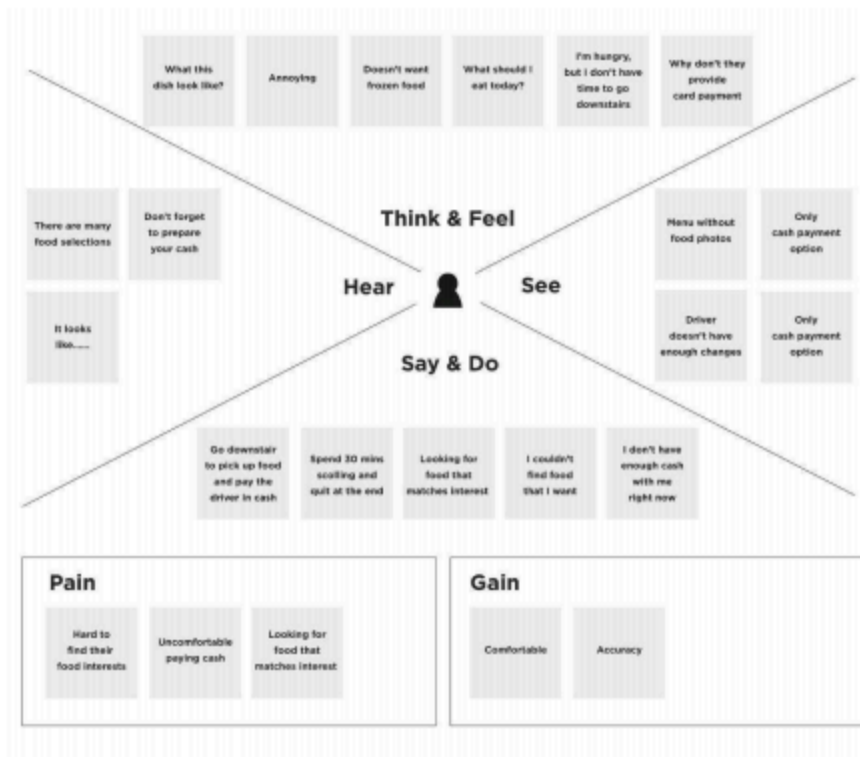 What this
dish look like?
Annoying
Doesn't want
frozen food
What should I
eat today?
I'm hungry,
but i don't have
time to go
downstairs
Why don't they
provide
card payment
Think & Feel
There are many
food selections
Don't forget
to prepare
your cash
It looks
like......
Hear
See
Menu without
food photos
Only
cash payment
option
Driver
doesn't have
enough changes
Only
cash payment
option
Say & Do
Go downstair
to pick up food
and pay the
driver in cash
Spend 30 mins
scolling and
quit at the end
Looking for
food that
matches interest
I couldn't
find food
that I want
I don't have
enough cash
with me
right now
Pain
Hard to
find their
food interests
Uncomfortable
paying cash
Looking for
food that
matches interest
Gain
Comfortable
Accuracy